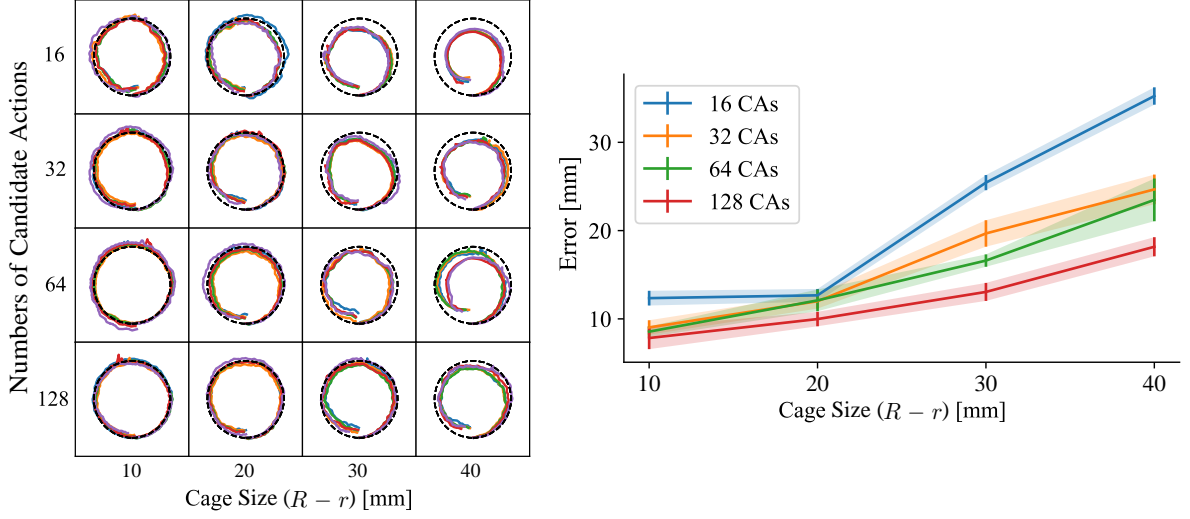 Numbers of Candidate Actions
16
32
64
128
10
20
30
40
Cage Size (R − r) [mm]
Error [mm]
30
20
10
16 CAs
32 CAs
64 CAs
128 CAs
10
20
30
40
Cage Size (R − r) [mm]